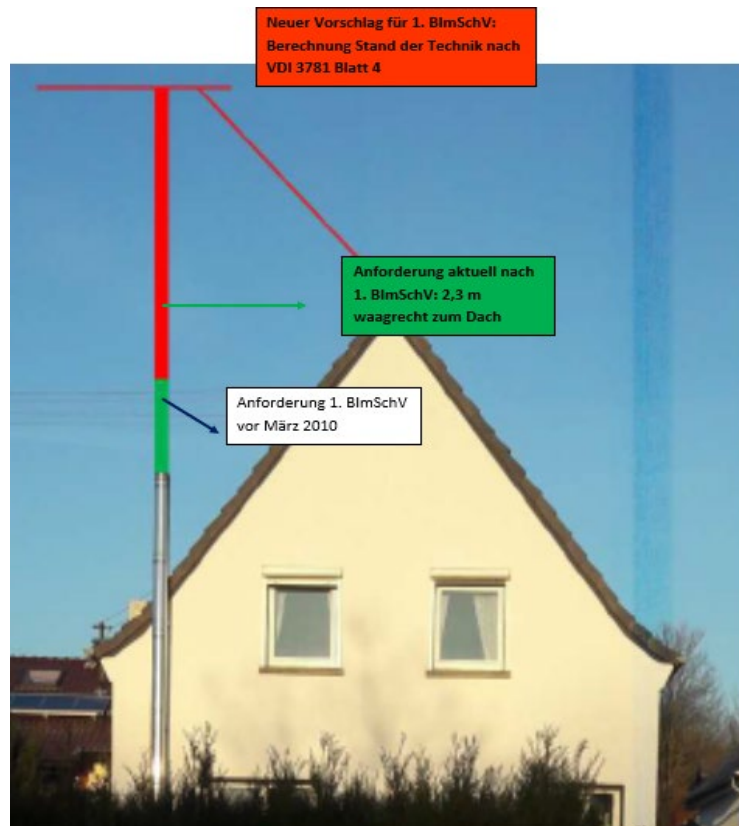 Neuer Vorschlag für 1. BImSchV:
Berechnung Stand der Technik nach
VDI 3781 Blatt 4
Anforderung aktuell nach
1. BImSchV: 2,3 m
waagrecht zum Dach
Anforderung 1. BImSchV
vor März 2010